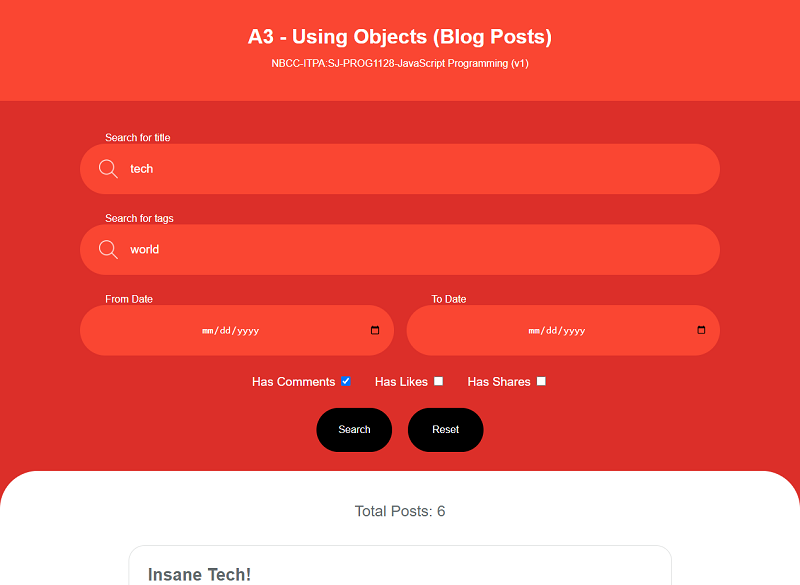 A3 - Using Objects (Blog Posts)
NBCC-ITPA:SJ-PROG1128-JavaScript Programming (v1)
Search for title
tech
Search for tags
world
From Date To Date
mm/dd/yyyy mm/dd/yyyy
Has Comments Has Likes Has Shares
Search Reset
Total Posts: 6
Insane Tech!